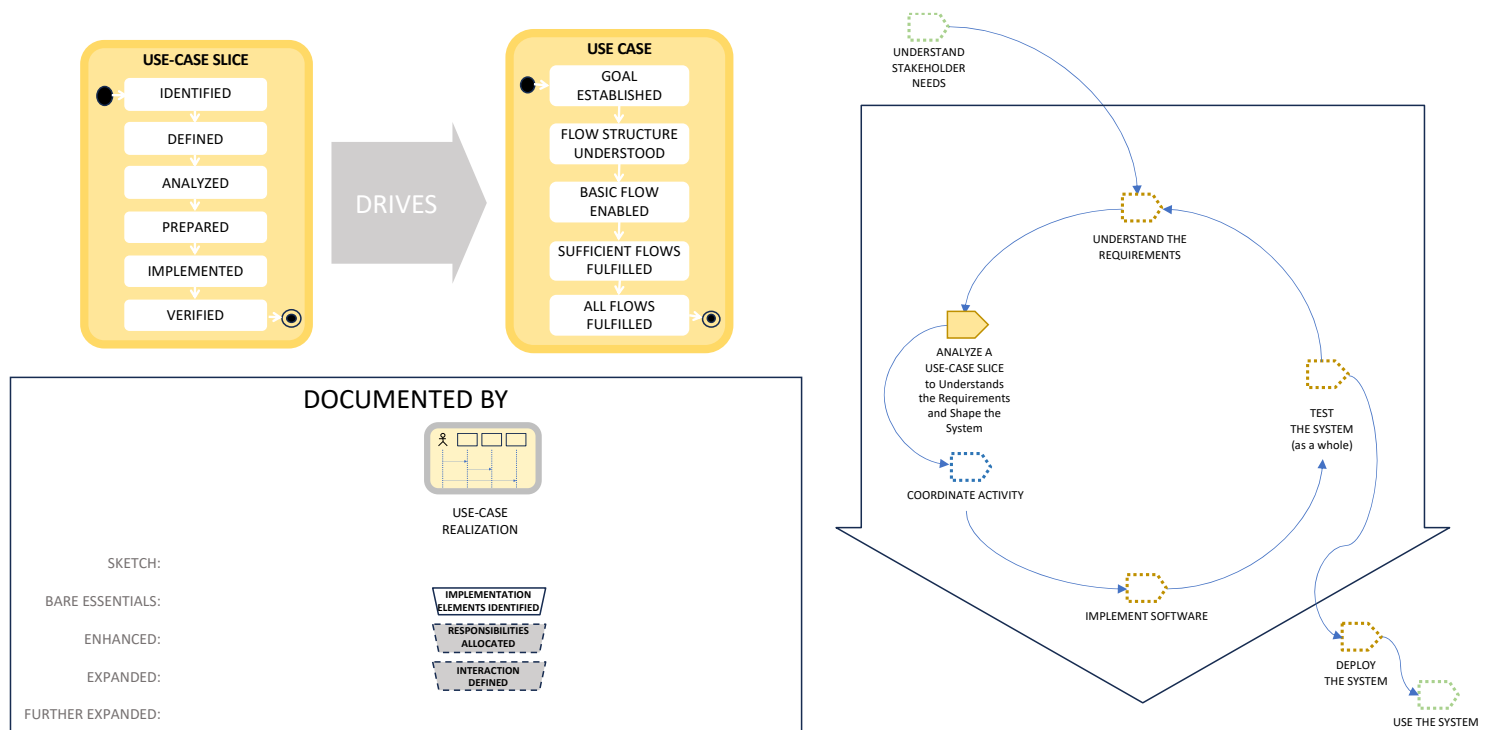 USE-CASE SLICE
IDENTIFIED
DEFINED
ANALYZED
PREPARED
IMPLEMENTED
VERIFIED
DRIVES
USE CASE
GOAL
ESTABLISHED
FLOW STRUCTURE
UNDERSTOOD
BASIC FLOW
ENABLED
SUFFICIENT FLOWS
FULFILLED
ALL FLOWS
FULFILLED
DOCUMENTED BY
USE-CASE
REALIZATION
SKETCH:
BARE ESSENTIALS:
IMPLEMENTATION
ELEMENTS IDENTIFIED
ENHANCED:
RESPONSIBILITIES
ALLOCATED
EXPANDED:
INTERACTION
DEFINED
FURTHER EXPANDED:
UNDERSTAND
STAKEHOLDER
NEEDS
UNDERSTAND THE
REQUIREMENTS
ANALYZE A
USE-CASE SLICE
to Understands
the Requirements
and Shape the
System
COORDINATE ACTIVITY
IMPLEMENT SOFTWARE
TEST
THE SYSTEM
(as a whole)
DEPLOY
THE SYSTEM
USE THE SYSTEM